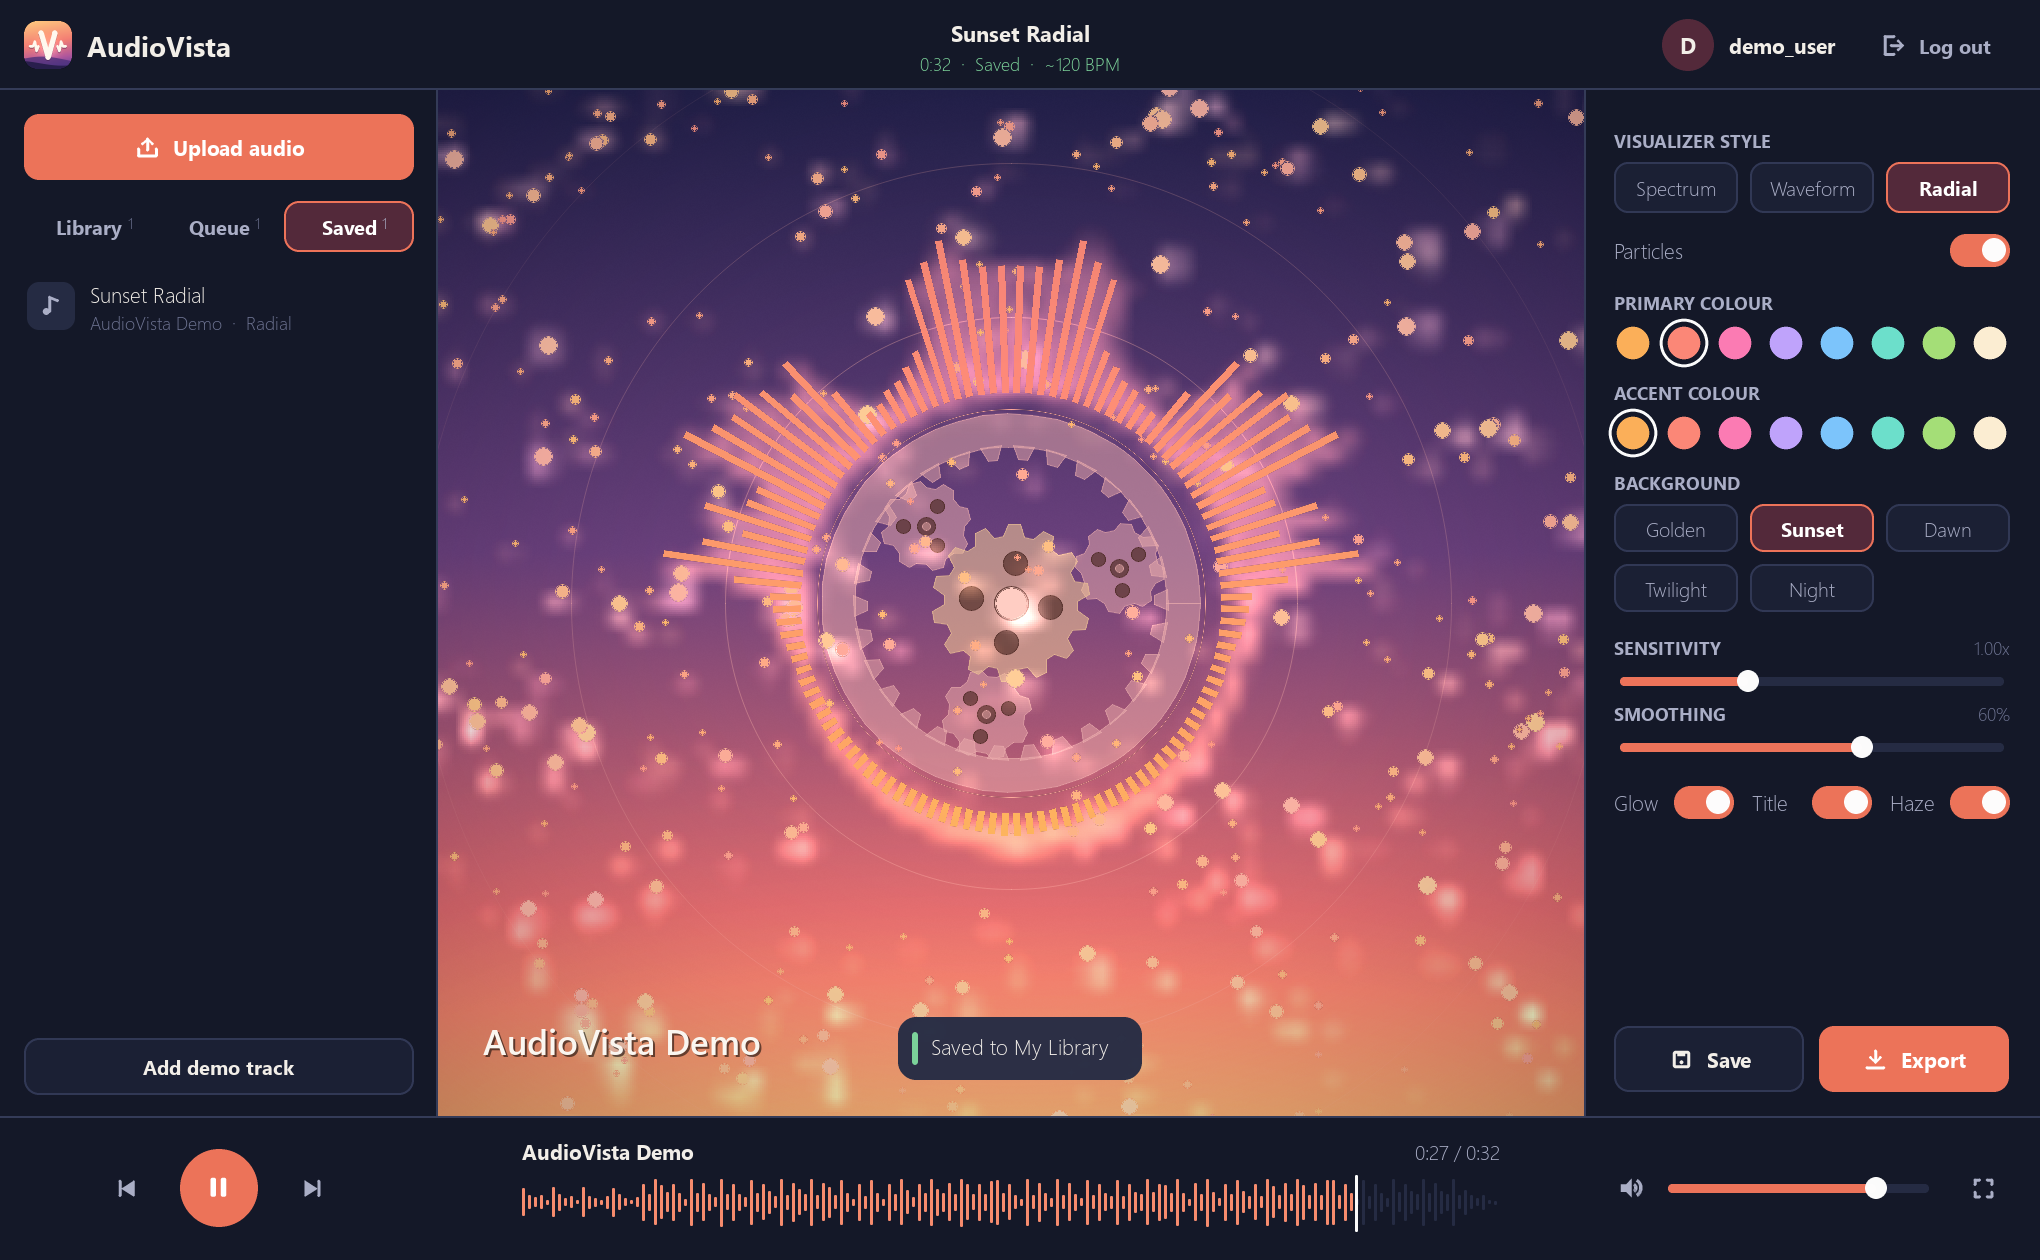 AudioVista
Sunset Radial
0:32 · Saved · ~120 BPM
D
demo_user
Log out
Upload audio
Library 1
Queue 1
Saved 1
Sunset Radial
AudioVista Demo · Radial
Add demo track
AudioVista Demo
Saved to My Library
VISUALIZER STYLE
Spectrum
Waveform
Radial
Particles
PRIMARY COLOUR
ACCENT COLOUR
BACKGROUND
Golden
Sunset
Dawn
Twilight
Night
SENSITIVITY
1.00x
SMOOTHING
60%
Glow
Title
Haze
Save
Export
AudioVista Demo
0:27 / 0:32